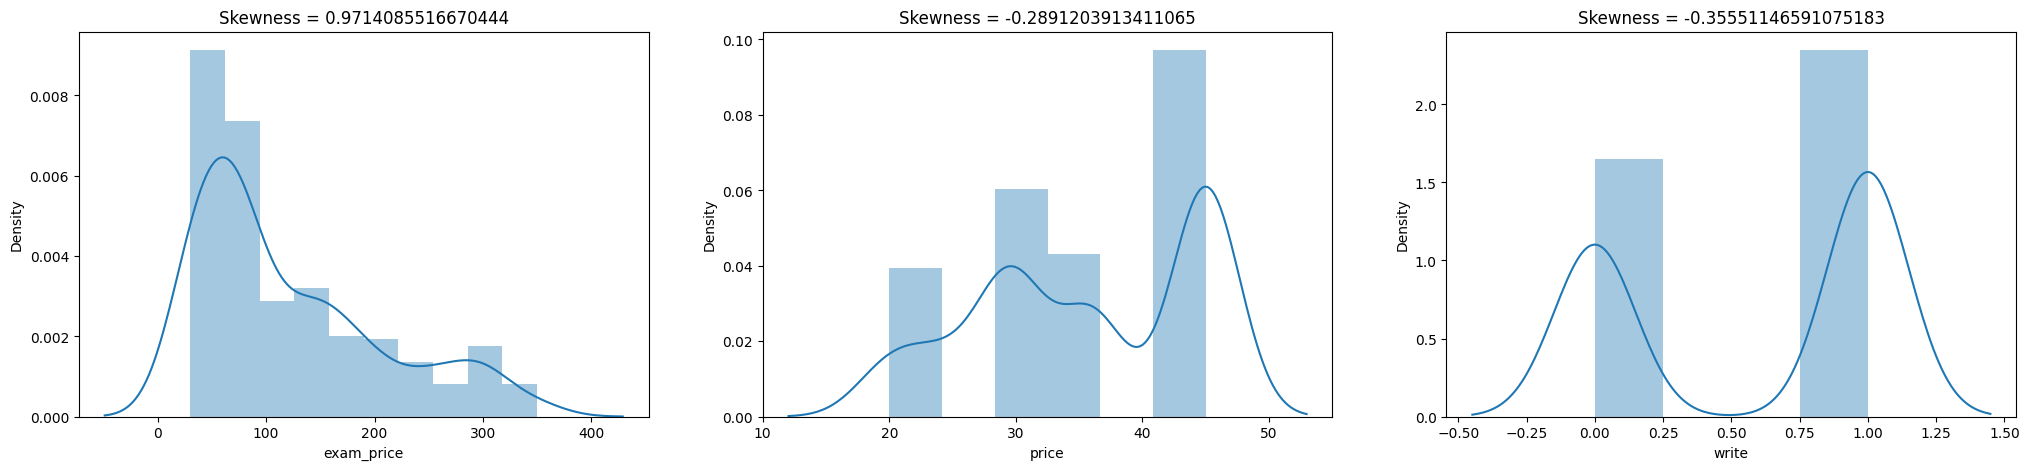 Skewness = 0.9714085516670444
0.008
0.006
0.004
0.002
0.000
Density
0 100 200 300 400
exam_price
Skewness = -0.2891203913411065
0.10
0.08
0.06
0.04
0.02
0.00
Density
10 20 30 40 50
price
Skewness = -0.35551146591075183
2.0
1.5
1.0
0.5
0.0
Density
−0.50 −0.25 0.00 0.25 0.50 0.75 1.00 1.25 1.50
write